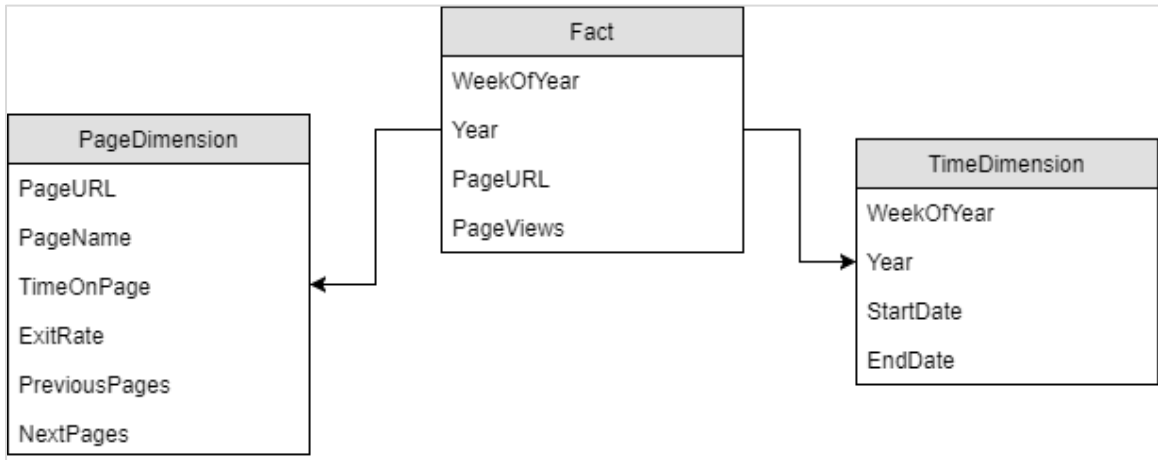 Fact
WeekOfYear
Year
PageURL
PageViews
PageDimension
PageURL
PageName
TimeOnPage
ExitRate
PreviousPages
NextPages
TimeDimension
WeekOfYear
Year
StartDate
EndDate